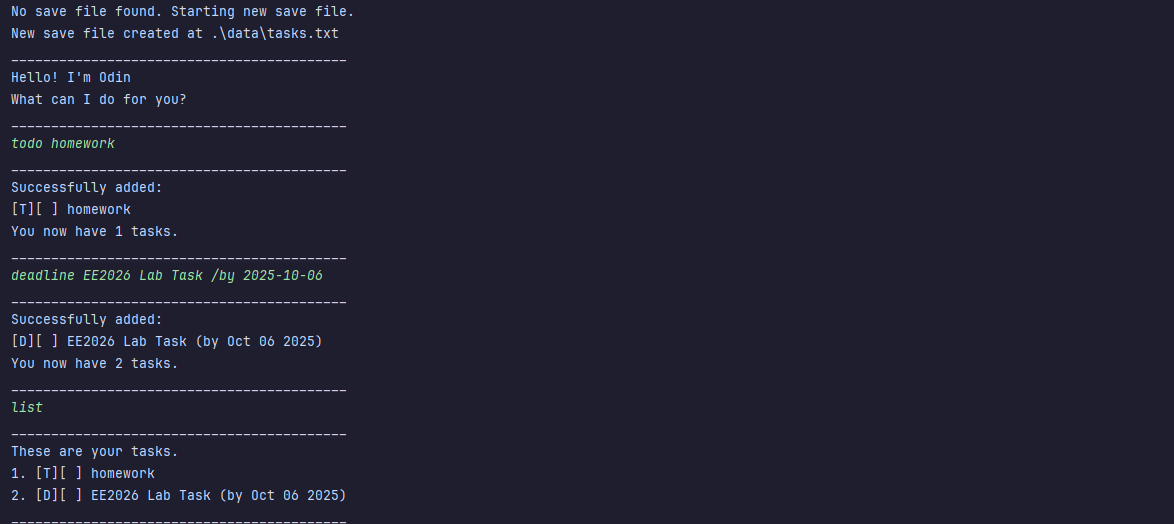 No save file found. Starting new save file.
New save file created at .\data\tasks.txt
__________________________________________
Hello! I'm Odin
What can I do for you?
__________________________________________
todo homework
__________________________________________
Successfully added:
[T][ ] homework
You now have 1 tasks.
__________________________________________
deadline EE2026 Lab Task /by 2025-10-06
__________________________________________
Successfully added:
[D][ ] EE2026 Lab Task (by Oct 06 2025)
You now have 2 tasks.
__________________________________________
list
__________________________________________
These are your tasks.
1. [T][ ] homework
2. [D][ ] EE2026 Lab Task (by Oct 06 2025)
__________________________________________